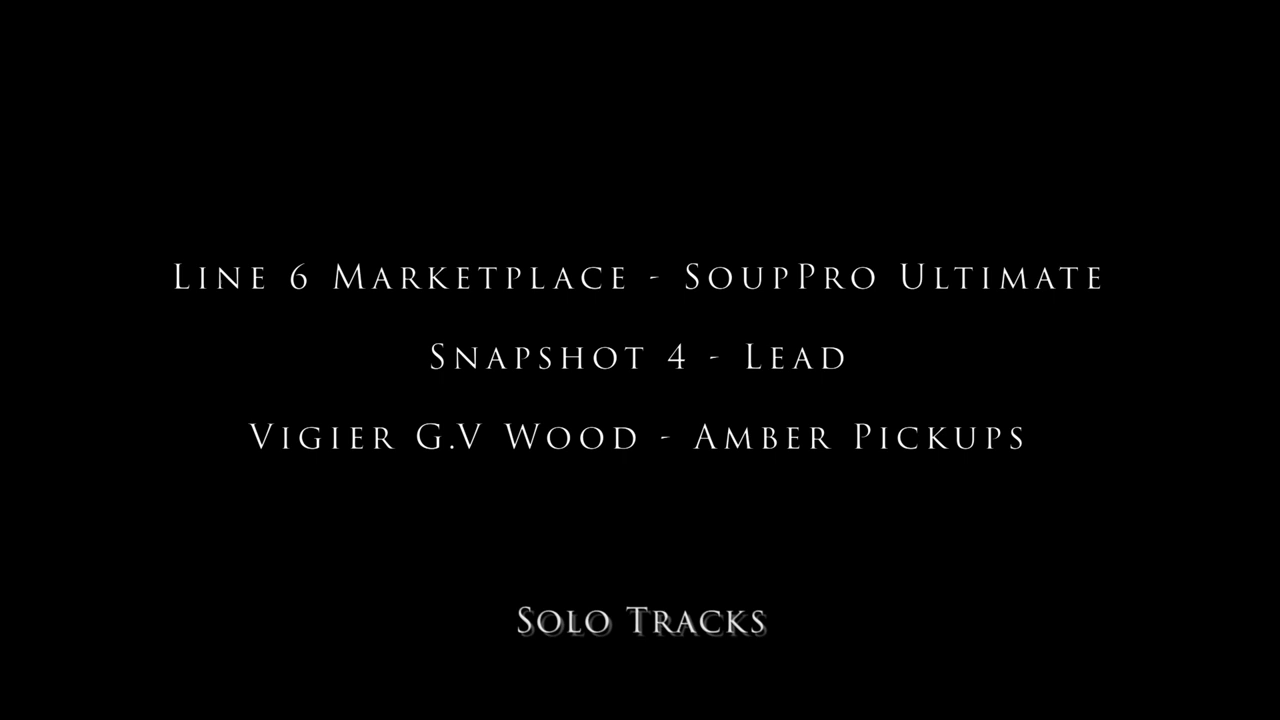 Line 6 Marketplace - SoupPro Ultimate
Snapshot 4 - Lead
Vigier G.V Wood - Amber Pickups
Solo Tracks